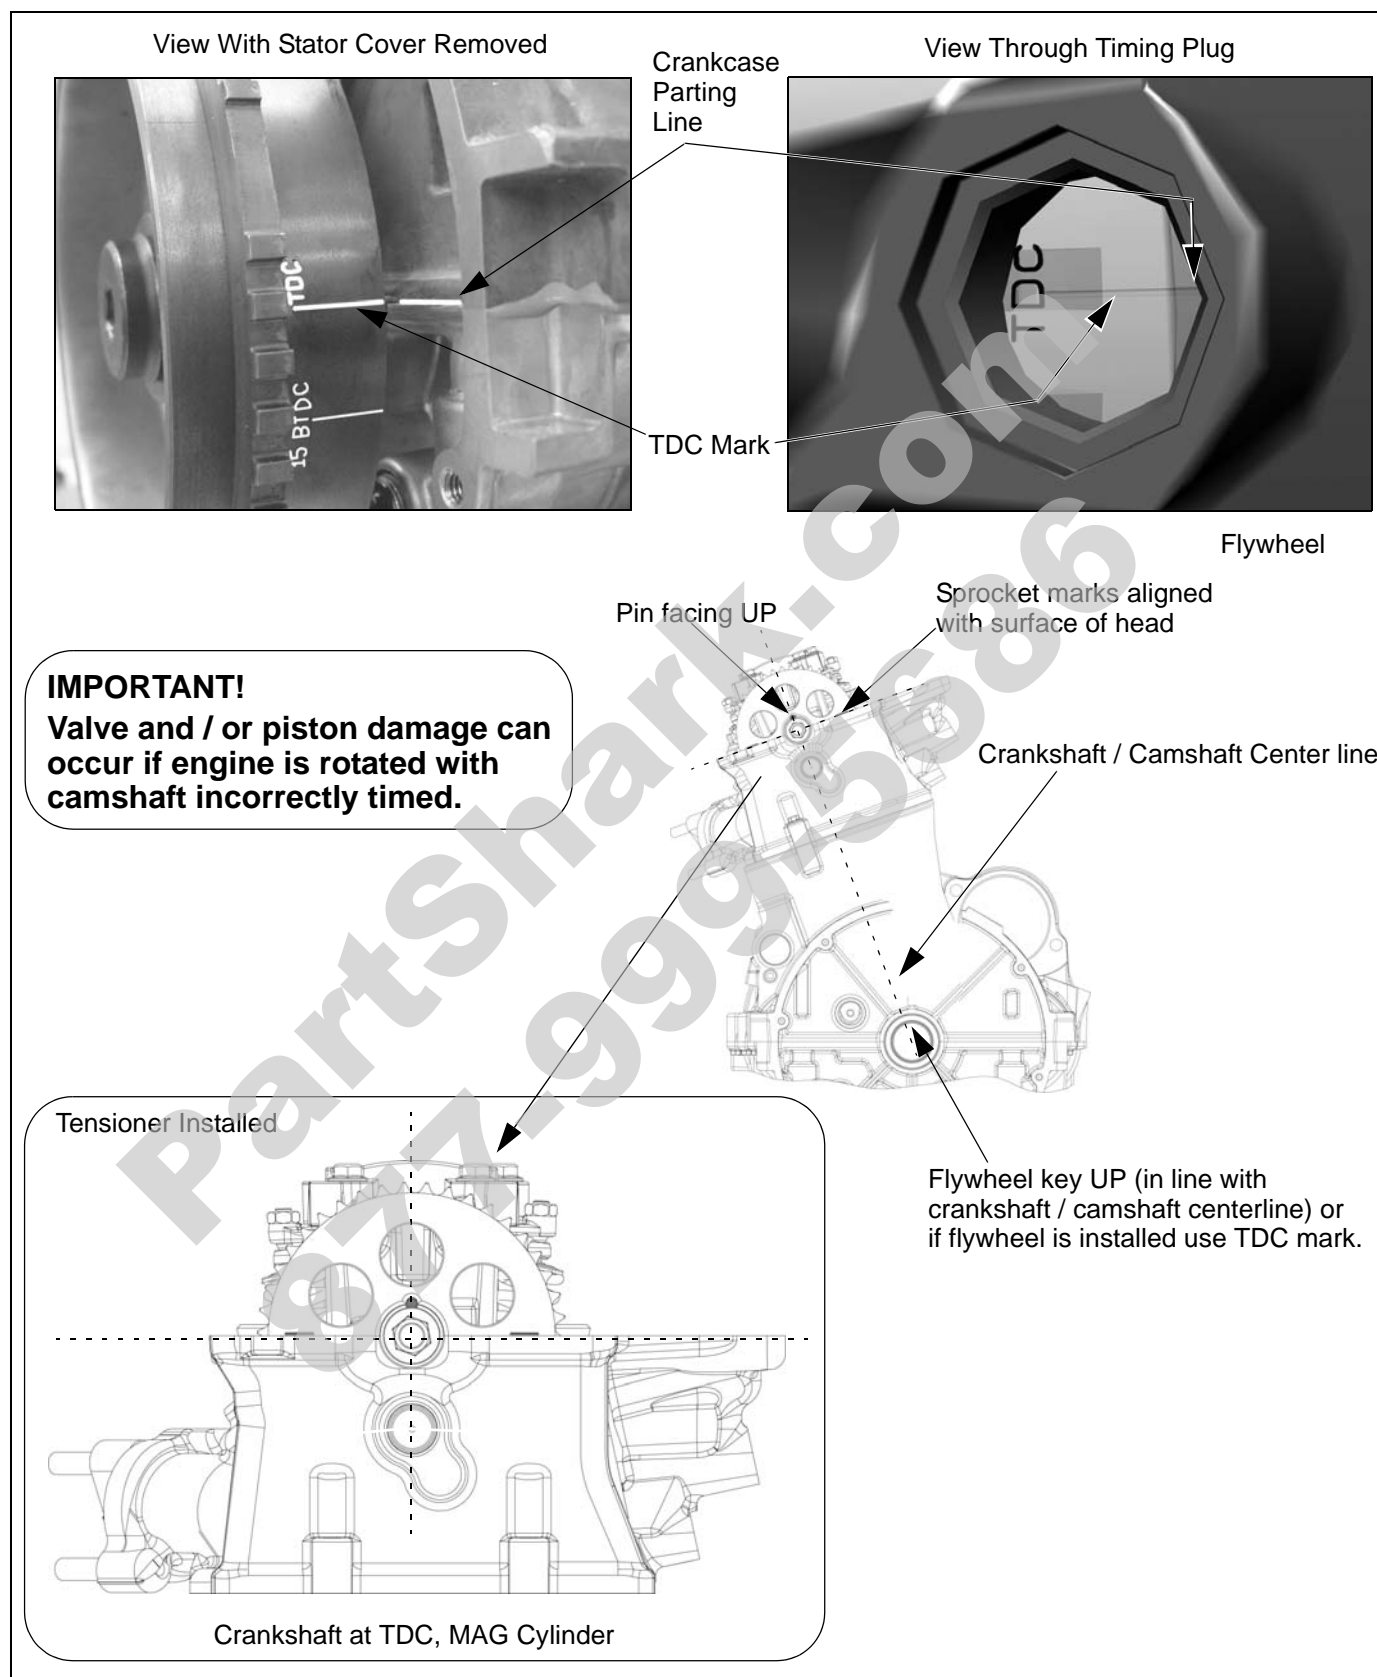 View With Stator Cover Removed
Crankcase
Parting
Line
View Through Timing Plug
TDC
15 BTDC
TDC
TDC Mark
Flywheel
Pin facing UP
Sprocket marks aligned
with surface of head
IMPORTANT!
Valve and / or piston damage can
occur if engine is rotated with
camshaft incorrectly timed.
Crankshaft / Camshaft Center line
Tensioner Installed
Flywheel key UP (in line with
crankshaft / camshaft centerline) or
if flywheel is installed use TDC mark.
Crankshaft at TDC, MAG Cylinder
PartShark.com
877-999-5686